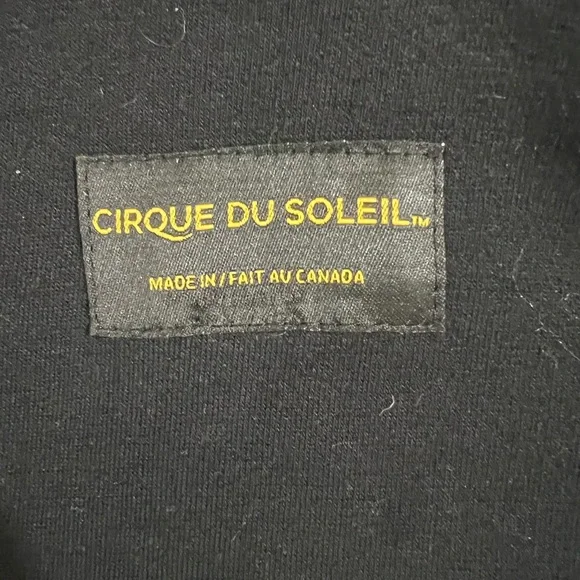 CIRQUE DU SOLEIL™
MADE IN / FAIT AU CANADA